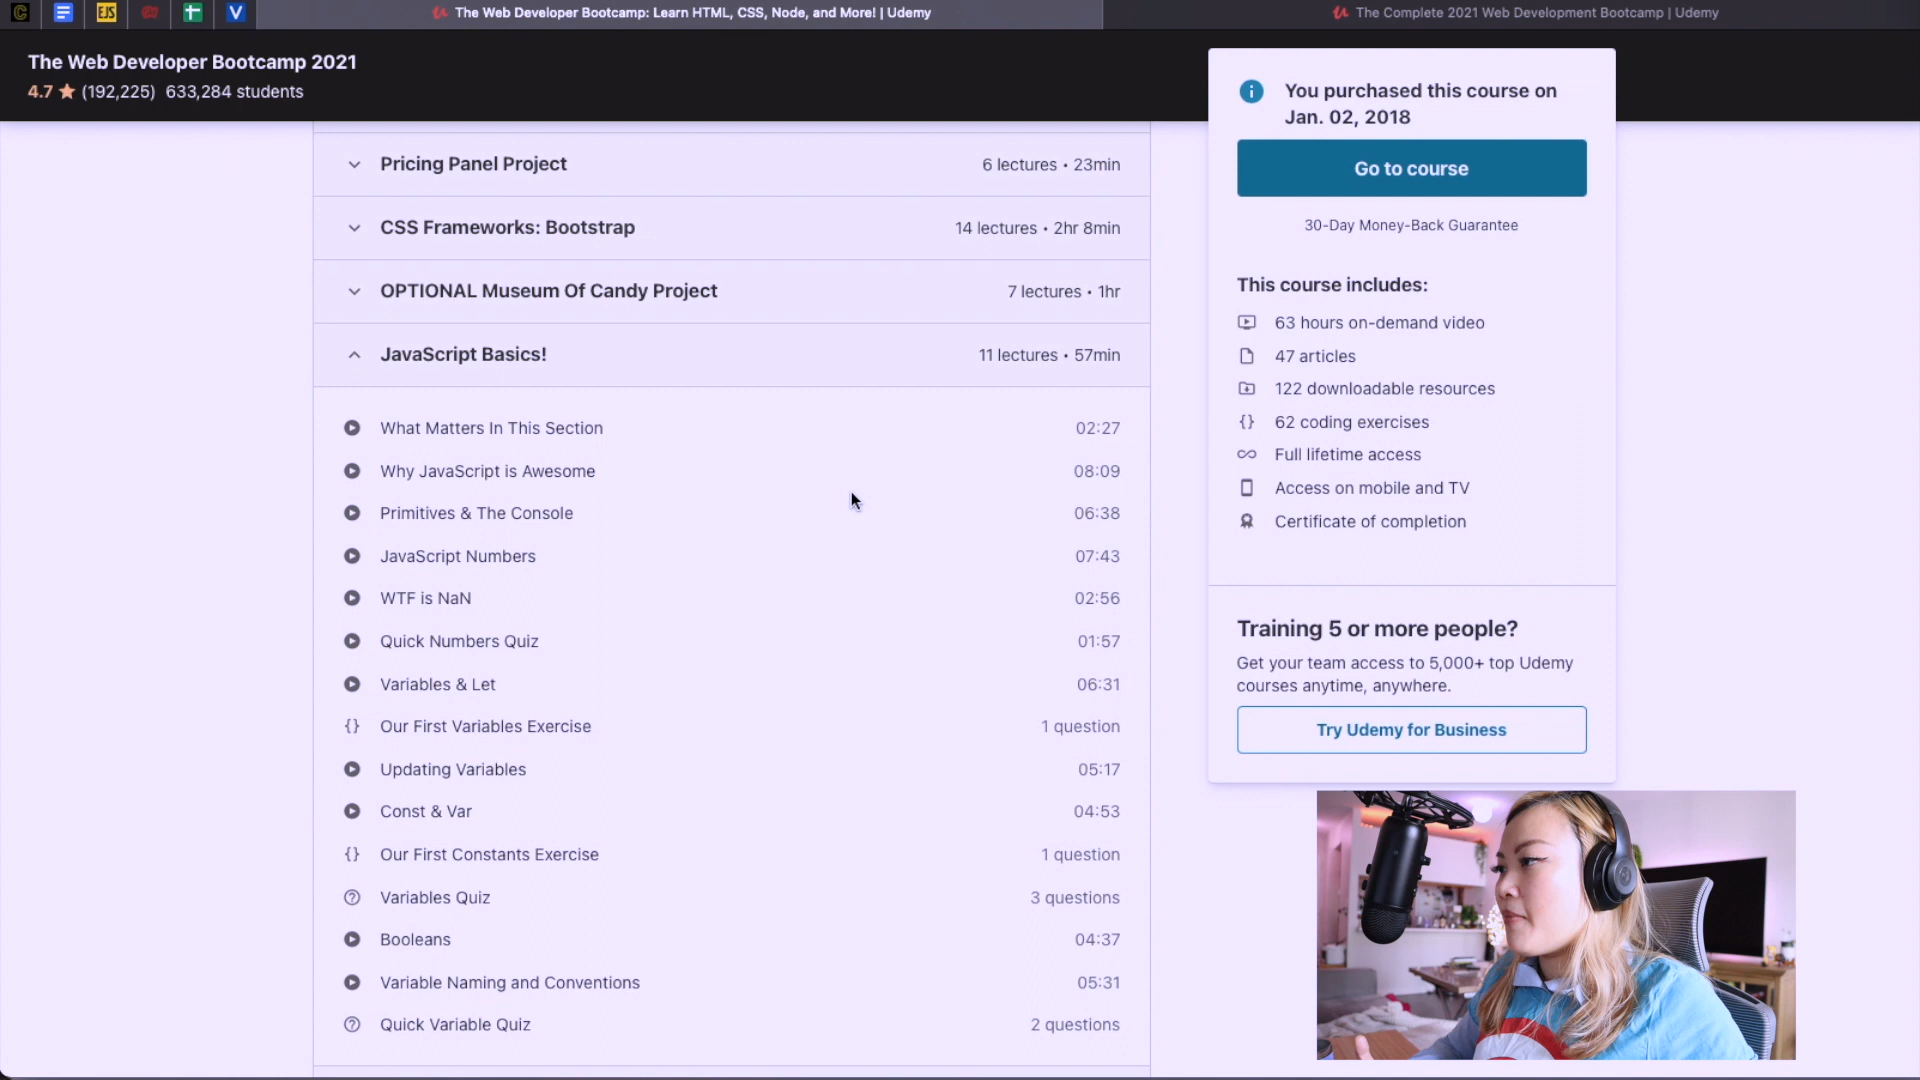 EJS
V
The Web Developer Bootcamp: Learn HTML, CSS, Node, and More! | Udemy
The Complete 2021 Web Development Bootcamp | Udemy
The Web Developer Bootcamp 2021
4.7 ★ (192,225) 633,284 students
Pricing Panel Project 6 lectures • 23min
CSS Frameworks: Bootstrap 14 lectures • 2hr 8min
OPTIONAL Museum Of Candy Project 7 lectures • 1hr
JavaScript Basics! 11 lectures • 57min
What Matters In This Section 02:27
Why JavaScript is Awesome 08:09
Primitives & The Console 06:38
JavaScript Numbers 07:43
WTF is NaN 02:56
Quick Numbers Quiz 01:57
Variables & Let 06:31
{} Our First Variables Exercise 1 question
Updating Variables 05:17
Const & Var 04:53
{} Our First Constants Exercise 1 question
Variables Quiz 3 questions
Booleans 04:37
Variable Naming and Conventions 05:31
Quick Variable Quiz 2 questions
You purchased this course on
Jan. 02, 2018
Go to course
30-Day Money-Back Guarantee
This course includes:
63 hours on-demand video
47 articles
122 downloadable resources
{} 62 coding exercises
Full lifetime access
Access on mobile and TV
Certificate of completion
Training 5 or more people?
Get your team access to 5,000+ top Udemy
courses anytime, anywhere.
Try Udemy for Business